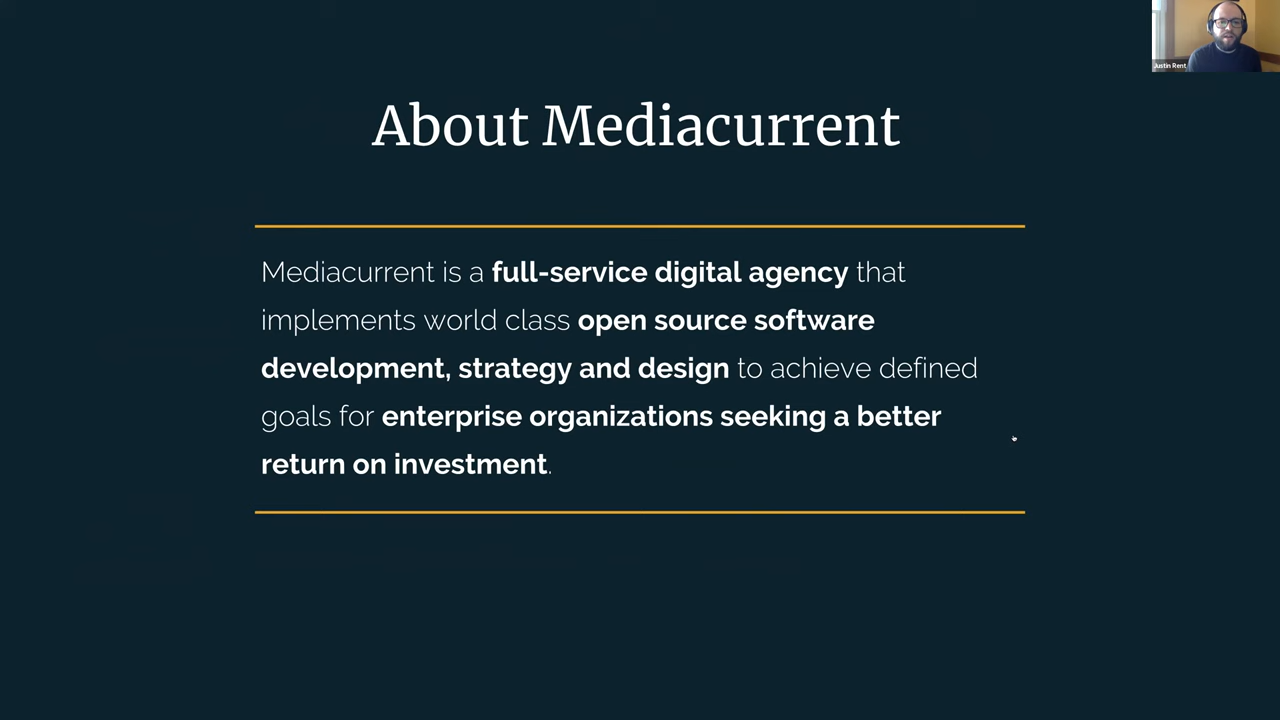 Justin Rent
About Mediacurrent
Mediacurrent is a full-service digital agency that
implements world class open source software
development, strategy and design to achieve defined
goals for enterprise organizations seeking a better
return on investment.